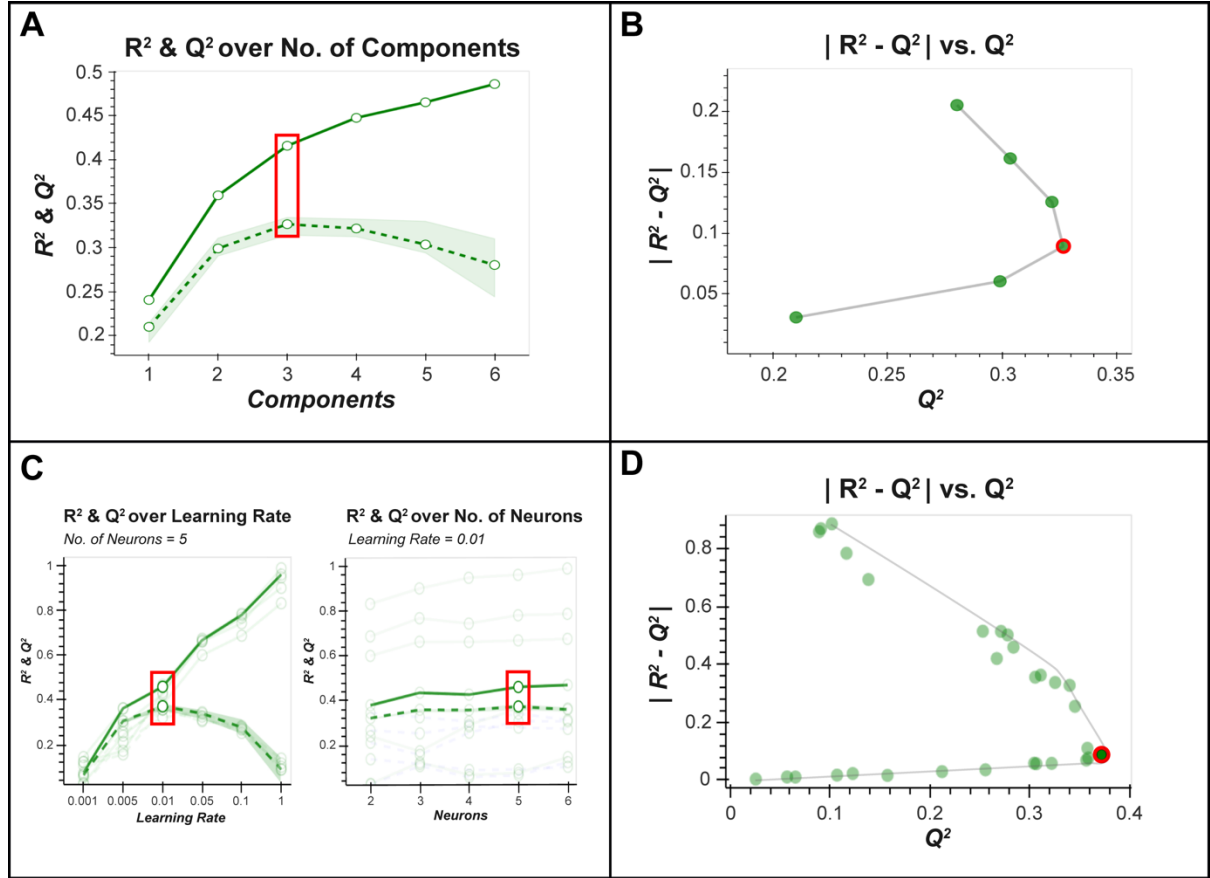 A
R² & Q² over No. of Components
0.5
0.45
0.4
0.35
0.3
0.25
0.2
R² & Q²
1 2 3 4 5 6
Components
B
| R² - Q² | vs. Q²
0.2
0.15
0.1
0.05
| R² - Q² |
0.2 0.25 0.3 0.35
Q²
C
R² & Q² over Learning Rate
No. of Neurons = 5
1
0.8
0.6
0.4
0.2
R² & Q²
0.001 0.005 0.01 0.05 0.1 1
Learning Rate
R² & Q² over No. of Neurons
Learning Rate = 0.01
1
0.8
0.6
0.4
0.2
R² & Q²
2 3 4 5 6
Neurons
D
| R² - Q² | vs. Q²
0.8
0.6
0.4
0.2
0
| R² - Q² |
0 0.1 0.2 0.3 0.4
Q²